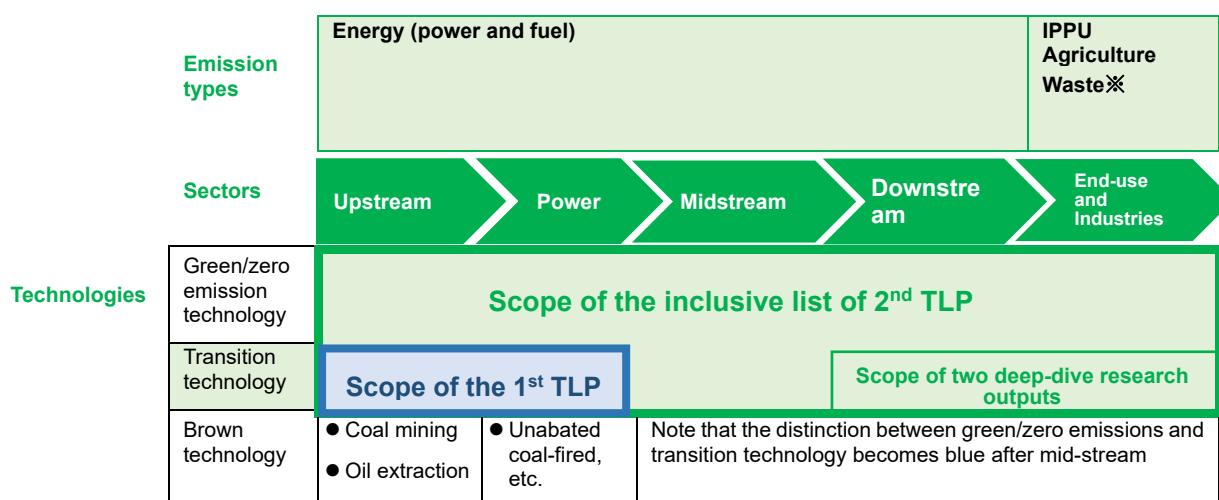 Energy (power and fuel)
IPPU
Agriculture
Waste※
Emission
types
Sectors
Upstream
Power
Midstream
Downstre
am
End-use
and
Industries
Technologies
Green/zero
emission
technology
Scope of the inclusive list of 2nd TLP
Transition
technology
Scope of the 1st TLP
Scope of two deep-dive research
outputs
Brown
technology
● Coal mining
● Oil extraction
● Unabated
coal-fired,
etc.
Note that the distinction between green/zero emissions and
transition technology becomes blue after mid-stream